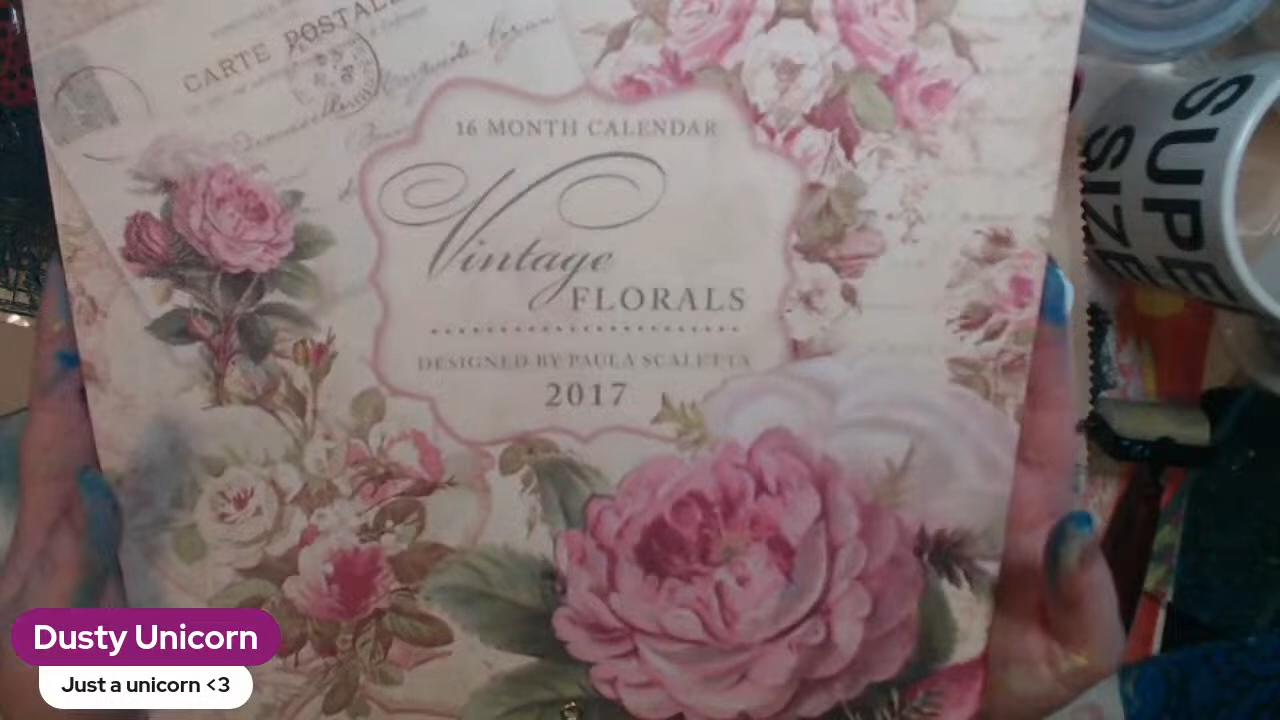 CARTE POSTALE
16 MONTH CALENDAR
Vintage
FLORALS
DESIGNED BY PAULA SCALETTA
2017
SUPE
SIZE
Dusty Unicorn
Just a unicorn <3